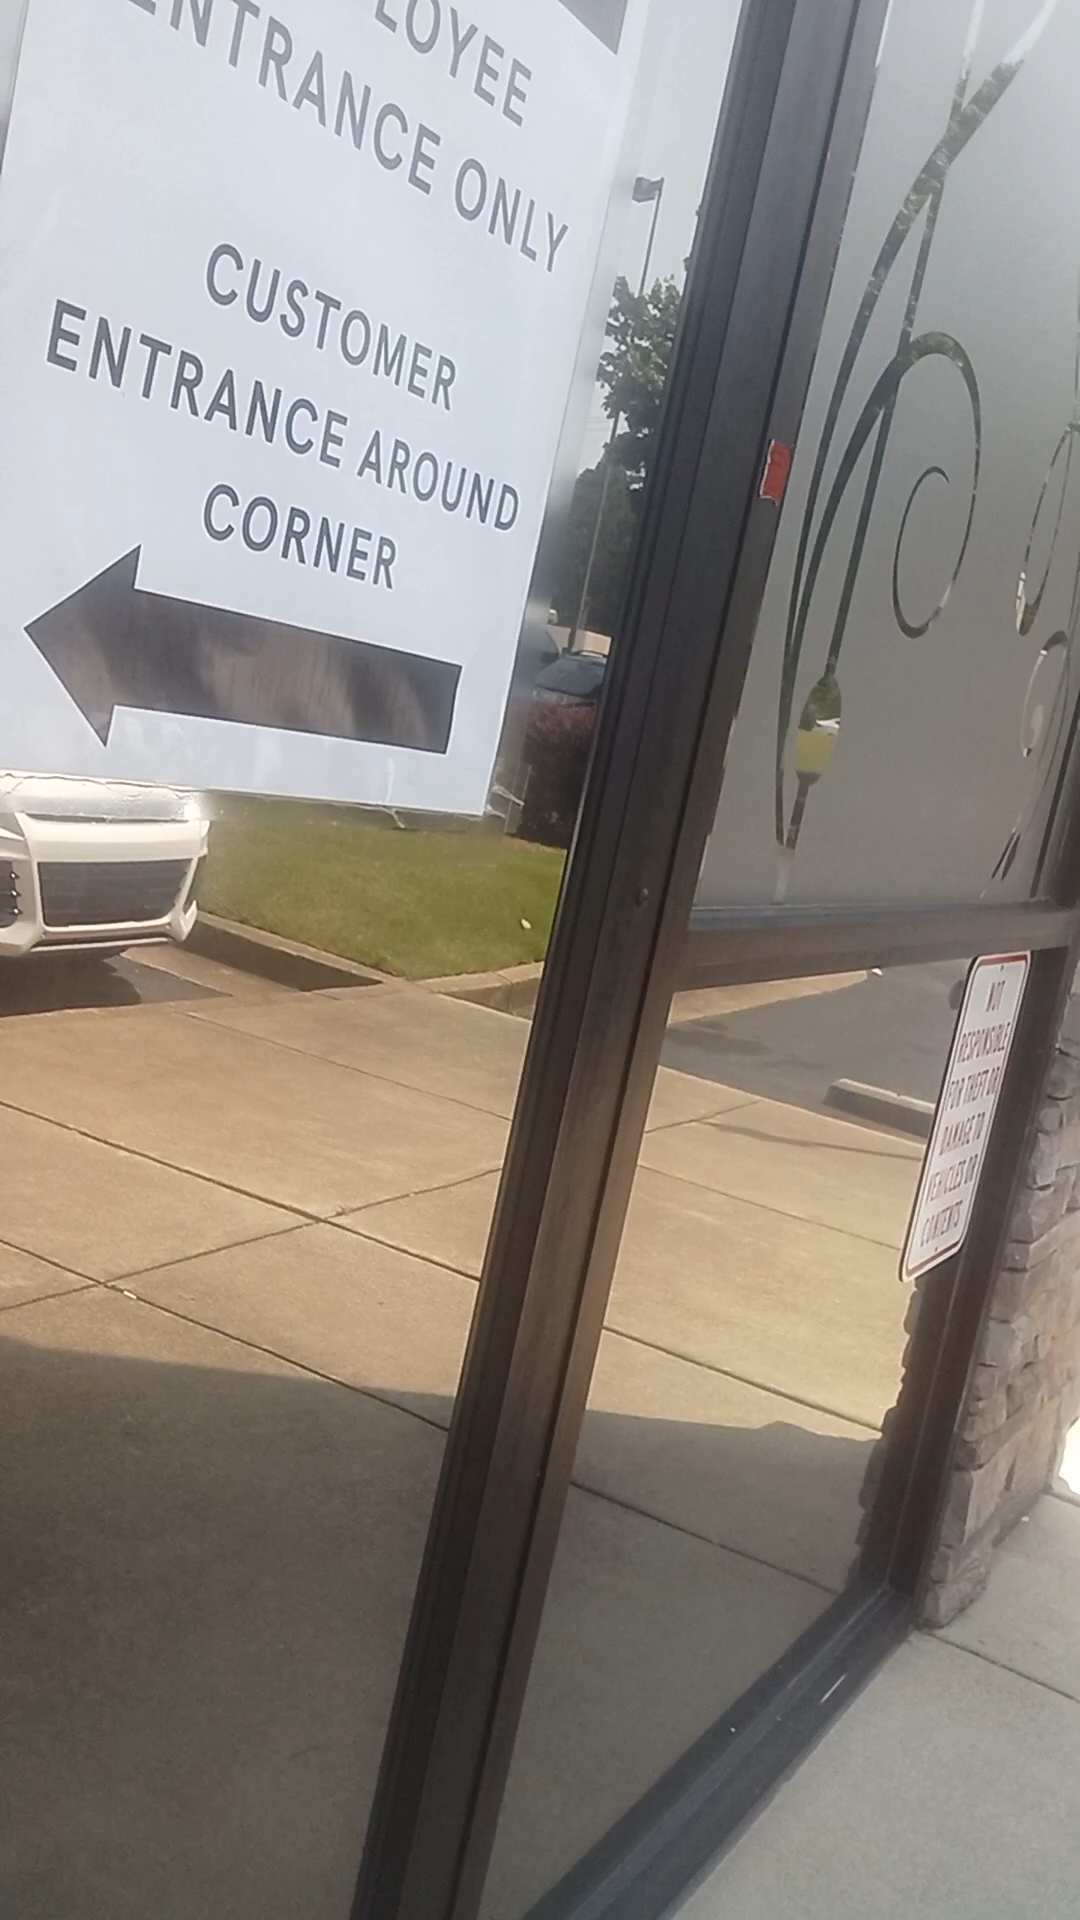 LOYEE
ENTRANCE ONLY
CUSTOMER
ENTRANCE AROUND
CORNER
NOT
RESPONSIBLE
FOR THEFT OR
DAMAGE TO
VEHICLES OR
CONTENTS